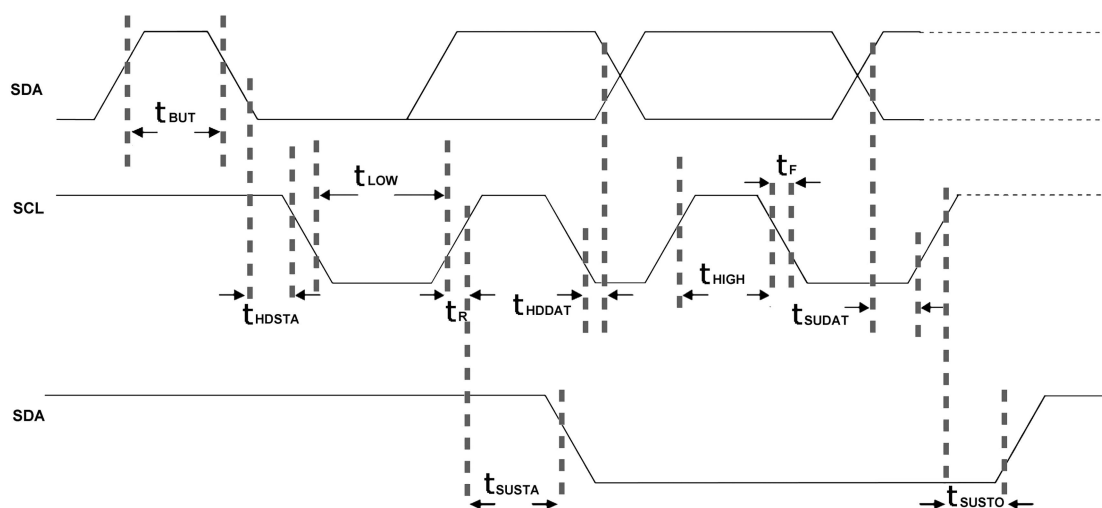 SDA
tBUT
tLOW
tF
SCL
tHDSTA
tR
tHDDAT
tHIGH
tSUDAT
SDA
tSUSTA
tSUSTO